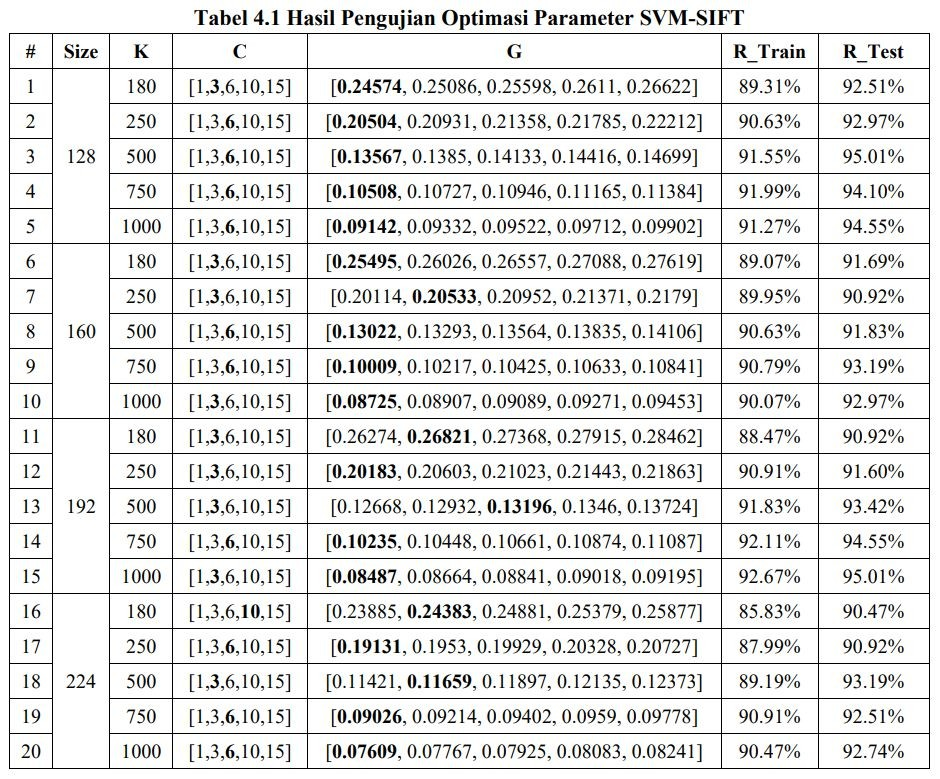 Tabel 4.1 Hasil Pengujian Optimasi Parameter SVM-SIFT
# Size K C G R_Train R_Test
1 180 [1,3,6,10,15] [0.24574, 0.25086, 0.25598, 0.2611, 0.26622] 89.31% 92.51%
2 250 [1,3,6,10,15] [0.20504, 0.20931, 0.21358, 0.21785, 0.22212] 90.63% 92.97%
3 128 500 [1,3,6,10,15] [0.13567, 0.1385, 0.14133, 0.14416, 0.14699] 91.55% 95.01%
4 750 [1,3,6,10,15] [0.10508, 0.10727, 0.10946, 0.11165, 0.11384] 91.99% 94.10%
5 1000 [1,3,6,10,15] [0.09142, 0.09332, 0.09522, 0.09712, 0.09902] 91.27% 94.55%
6 180 [1,3,6,10,15] [0.25495, 0.26026, 0.26557, 0.27088, 0.27619] 89.07% 91.69%
7 250 [1,3,6,10,15] [0.20114, 0.20533, 0.20952, 0.21371, 0.2179] 89.95% 90.92%
8 160 500 [1,3,6,10,15] [0.13022, 0.13293, 0.13564, 0.13835, 0.14106] 90.63% 91.83%
9 750 [1,3,6,10,15] [0.10009, 0.10217, 0.10425, 0.10633, 0.10841] 90.79% 93.19%
10 1000 [1,3,6,10,15] [0.08725, 0.08907, 0.09089, 0.09271, 0.09453] 90.07% 92.97%
11 180 [1,3,6,10,15] [0.26274, 0.26821, 0.27368, 0.27915, 0.28462] 88.47% 90.92%
12 250 [1,3,6,10,15] [0.20183, 0.20603, 0.21023, 0.21443, 0.21863] 90.91% 91.60%
13 192 500 [1,3,6,10,15] [0.12668, 0.12932, 0.13196, 0.1346, 0.13724] 91.83% 93.42%
14 750 [1,3,6,10,15] [0.10235, 0.10448, 0.10661, 0.10874, 0.11087] 92.11% 94.55%
15 1000 [1,3,6,10,15] [0.08487, 0.08664, 0.08841, 0.09018, 0.09195] 92.67% 95.01%
16 180 [1,3,6,10,15] [0.23885, 0.24383, 0.24881, 0.25379, 0.25877] 85.83% 90.47%
17 250 [1,3,6,10,15] [0.19131, 0.1953, 0.19929, 0.20328, 0.20727] 87.99% 90.92%
18 224 500 [1,3,6,10,15] [0.11421, 0.11659, 0.11897, 0.12135, 0.12373] 89.19% 93.19%
19 750 [1,3,6,10,15] [0.09026, 0.09214, 0.09402, 0.0959, 0.09778] 90.91% 92.51%
20 1000 [1,3,6,10,15] [0.07609, 0.07767, 0.07925, 0.08083, 0.08241] 90.47% 92.74%